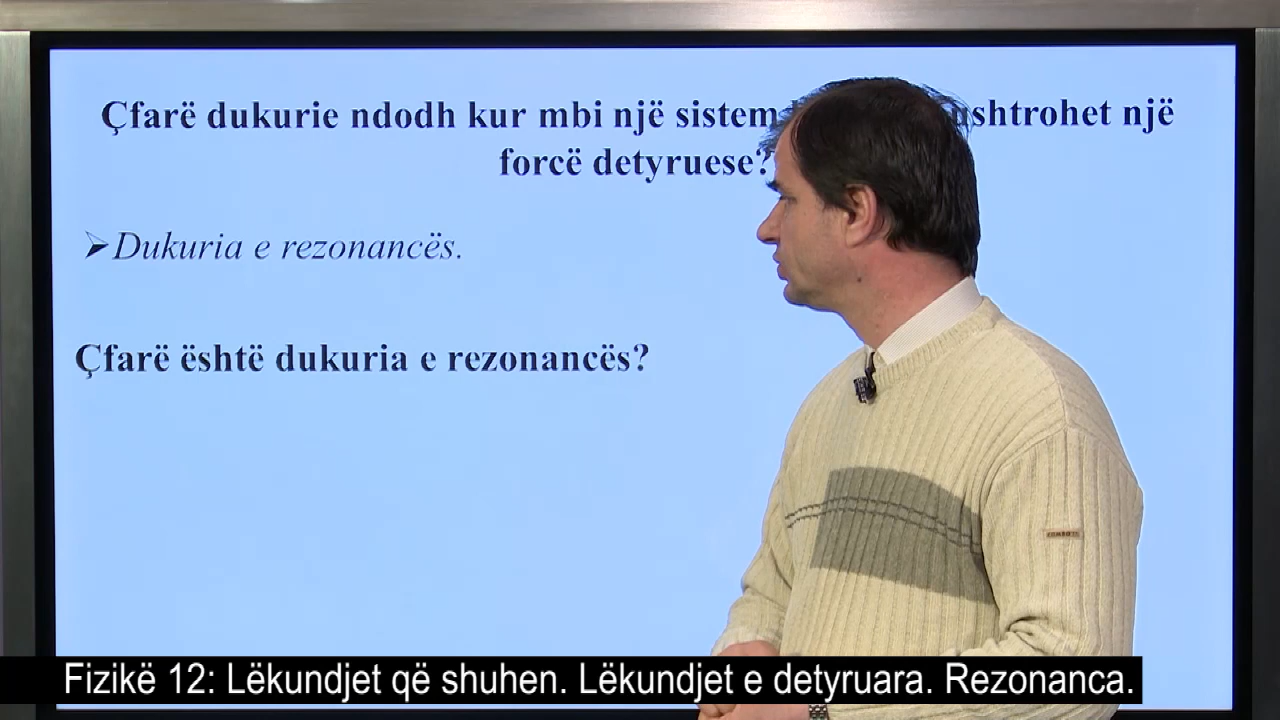 Çfarë dukurie ndodh kur mbi një sistem ushtrohet një
forcë detyruese?
➢Dukuria e rezonancës.
Çfarë është dukuria e rezonancës?
Fizikë 12: Lëkundjet që shuhen. Lëkundjet e detyruara. Rezonanca.